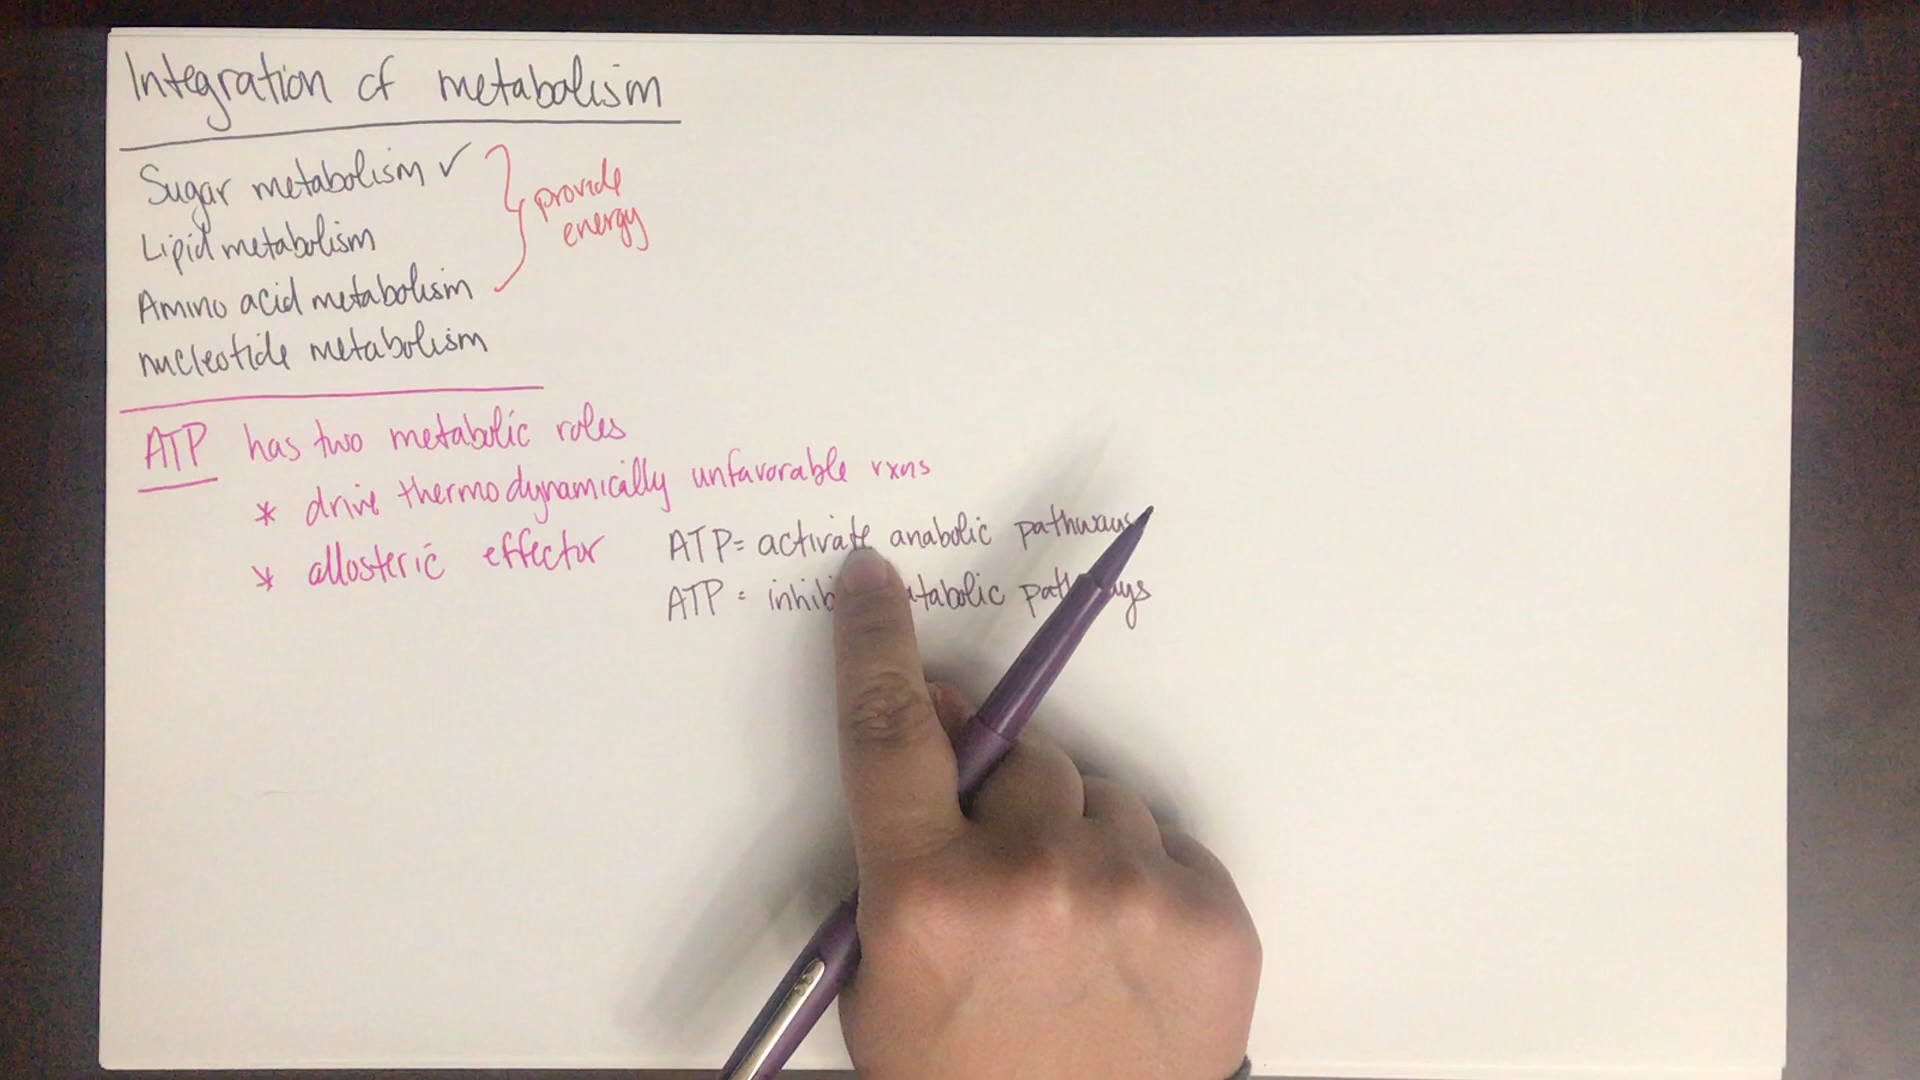 Integration of metabolism
Sugar metabolism ✓
Lipid metabolism
Amino acid metabolism
nucleotide metabolism
provide
energy
ATP has two metabolic roles
* drive thermodynamically unfavorable rxns
* allosteric effector
ATP = activate anabolic pathways
ATP = pathways